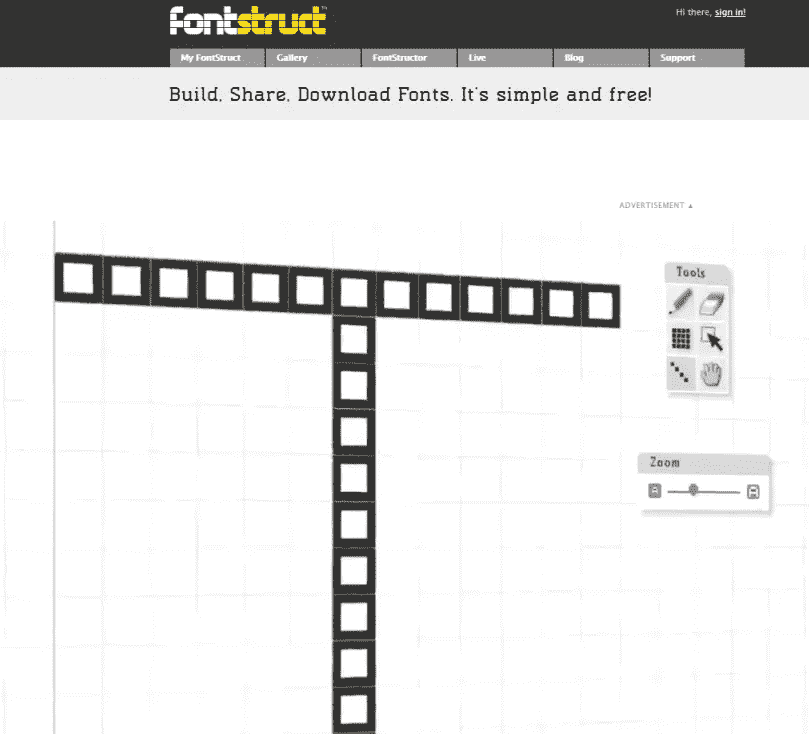 fontstruct™
Hi there, sign in!
My FontStruct Gallery FontStructor Live Blog Support
Build, Share, Download Fonts. It's simple and free!
ADVERTISEMENT ▲
Tools
Zoom